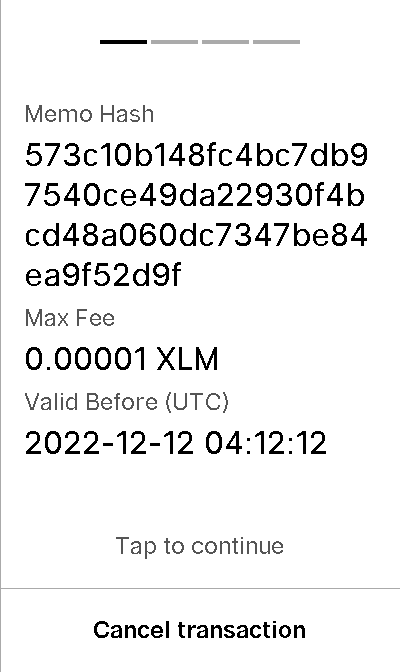 Memo Hash
573c10b148fc4bc7db9
7540ce49da22930f4b
cd48a060dc7347be84
ea9f52d9f
Max Fee
0.00001 XLM
Valid Before (UTC)
2022-12-12 04:12:12
Tap to continue
Cancel transaction